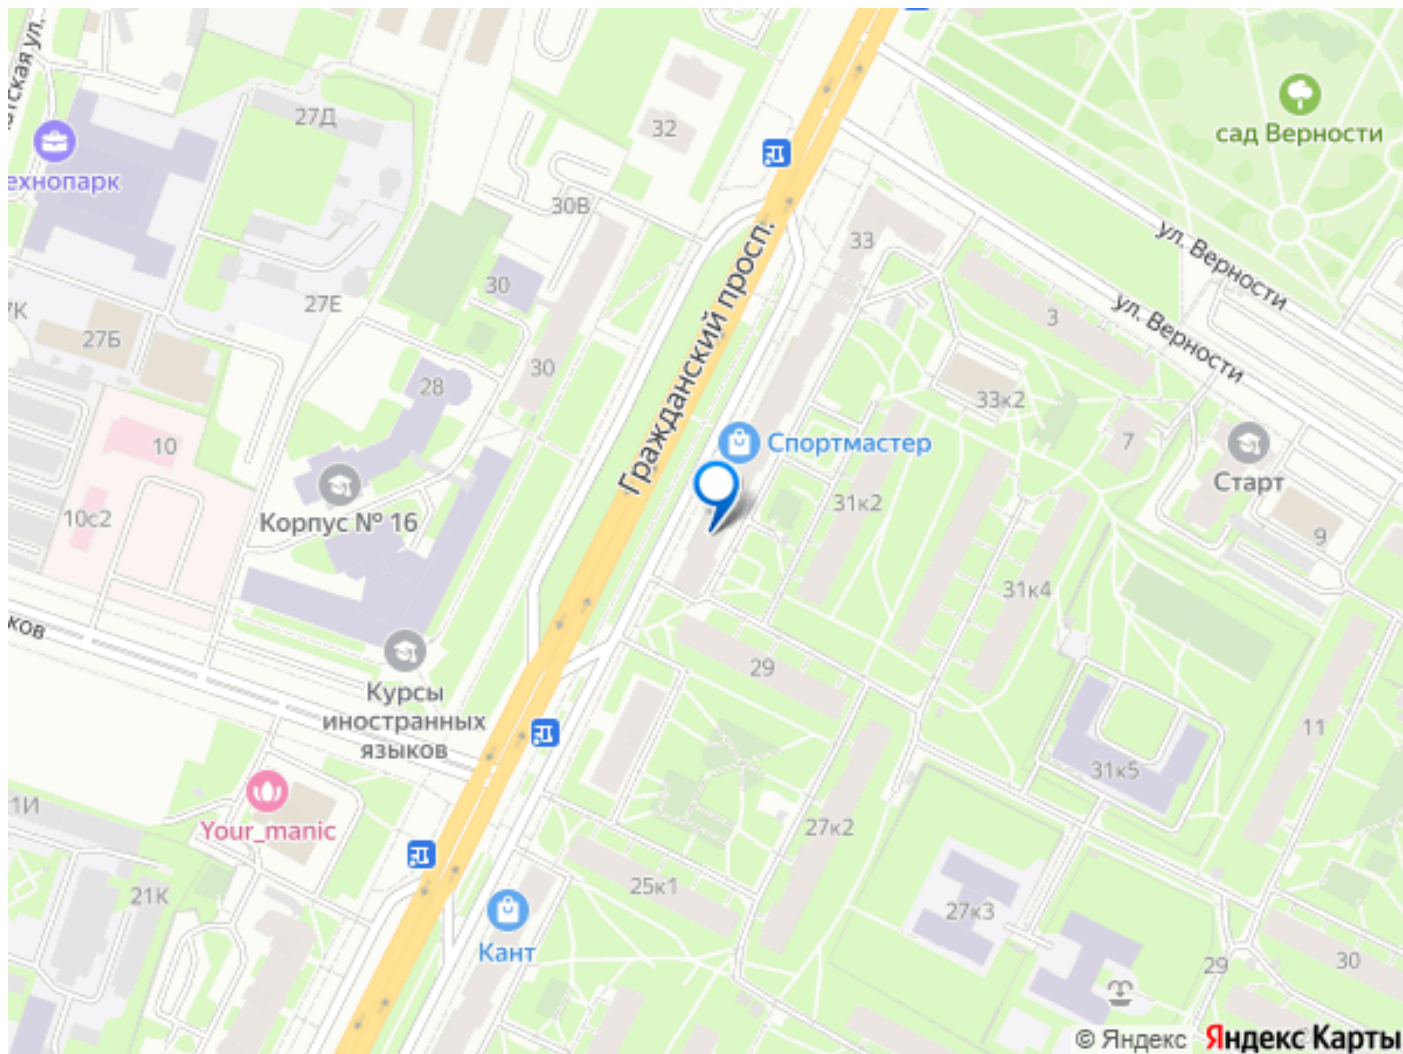 27Д
32
сад Верности
ехнопарк
30В
ул. Верности
33
30
27Е
27Б
3
ул. Верности
30
28
33к2
Гражданский просп.
7
Спортмастер
10
Старт
31к2
10с2
Корпус № 16
9
31к4
ков
29
Курсы
иностранных
языков
11
31к5
1И
Your_manic
27к2
25к1
21К
27к3
Кант
29
30
© Яндекс Яндекс Карты